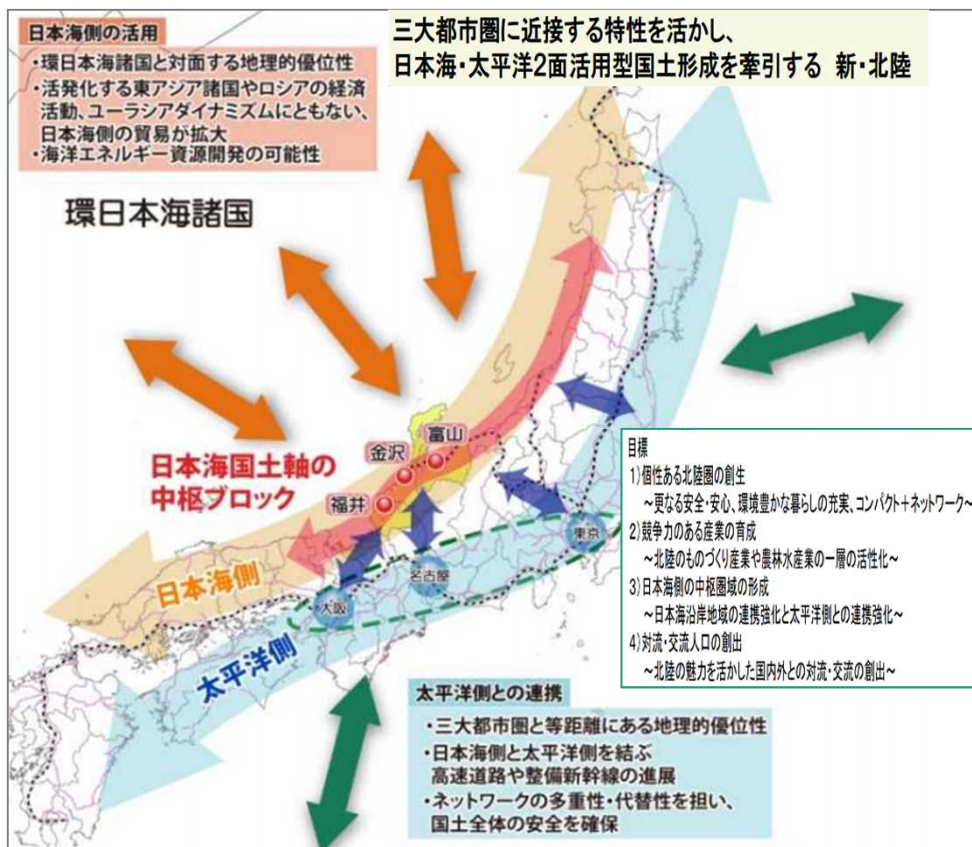 三大都市圏に近接する特性を活かし、
日本海・太平洋2面活用型国土形成を牽引する 新・北陸
日本海側の活用
・環日本海諸国と対面する地理的優位性
・活発化する東アジア諸国やロシアの経済
活動、ユーラシアダイナミズムにともない、
日本海側の貿易が拡大
・海洋エネルギー資源開発の可能性
環日本海諸国
日本海国土軸の
中枢ブロック
富山
金沢
福井
東京
名古屋
大阪
日本海側
太平洋側
目標
1)個性ある北陸圏の創生
～更なる安全・安心、環境豊かな暮らしの充実、コンパクト＋ネットワーク～
2)競争力のある産業の育成
～北陸のものづくり産業や農林水産業の一層の活性化～
3)日本海側の中枢圏域の形成
～日本海沿岸地域の連携強化と太平洋側との連携強化～
4)対流・交流人口の創出
～北陸の魅力を活かした国内外との対流・交流の創出～
太平洋側との連携
・三大都市圏と等距離にある地理的優位性
・日本海側と太平洋側を結ぶ
高速道路や整備新幹線の進展
・ネットワークの多重性・代替性を担い、
国土全体の安全を確保